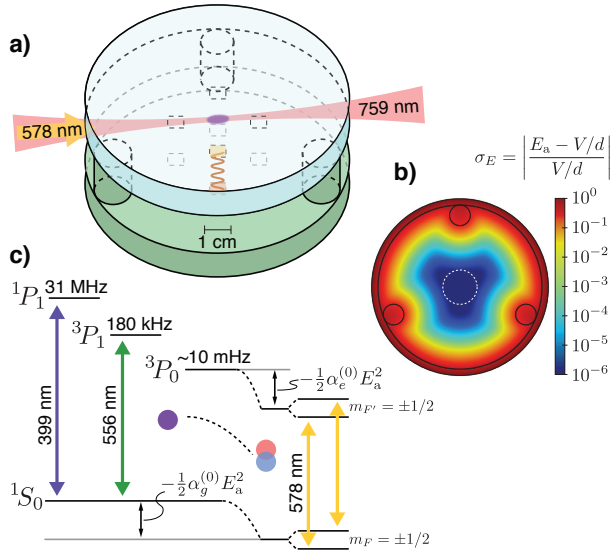 a)
578 nm
759 nm
1 cm
b)
σ_E = | (E_a − V/d) / (V/d) |
10^0
10^-1
10^-2
10^-3
10^-4
10^-5
10^-6
c)
^1P_1 31 MHz
^3P_1 180 kHz
^3P_0 ~10 mHz
−½α_e^(0)E_a^2
m_F' = ±1/2
399 nm
556 nm
578 nm
^1S_0
−½α_g^(0)E_a^2
m_F = ±1/2